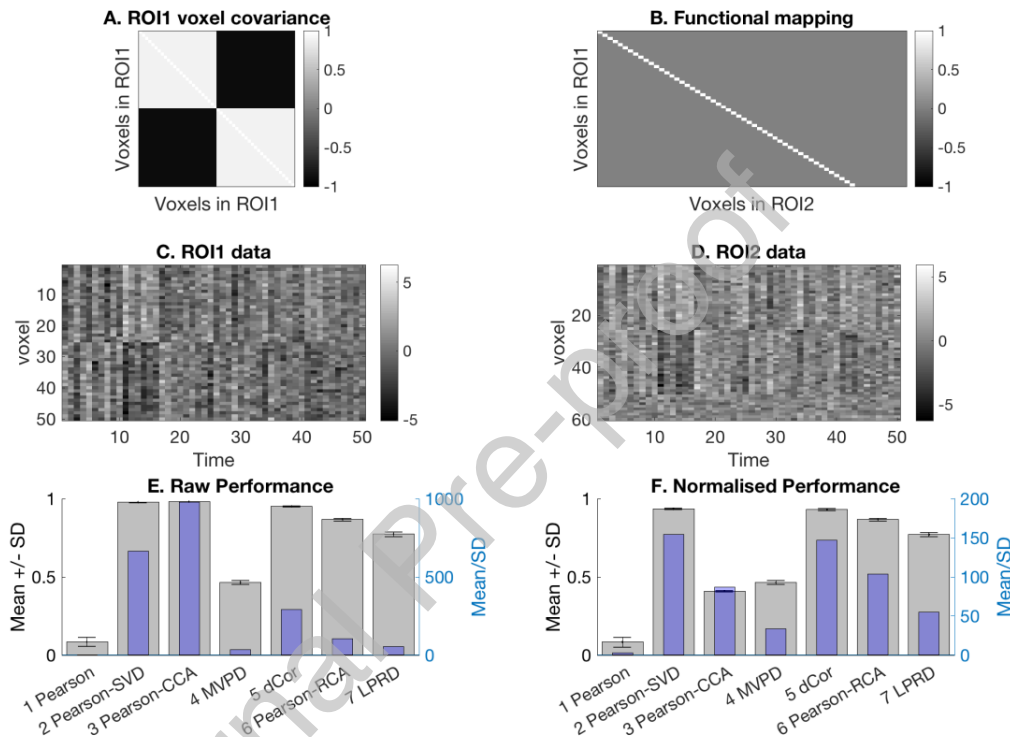 A. ROI1 voxel covariance
Voxels in ROI1
1
0.5
0
-0.5
-1
Voxels in ROI1
B. Functional mapping
Voxels in ROI1
1
0.5
0
-0.5
-1
Voxels in ROI2
C. ROI1 data
voxel
10
20
30
40
50
10 20 30 40 50
Time
5
0
-5
D. ROI2 data
voxel
20
40
60
10 20 30 40 50
Time
5
0
-5
E. Raw Performance
Mean +/- SD
1
0.5
0
1000
500
0
Mean/SD
1 Pearson
2 Pearson-SVD
3 Pearson-CCA
4 MVPD
5 dCor
6 Pearson-RCA
7 LPRD
F. Normalised Performance
Mean +/- SD
1
0.5
0
200
150
100
50
0
Mean/SD
1 Pearson
2 Pearson-SVD
3 Pearson-CCA
4 MVPD
5 dCor
6 Pearson-RCA
7 LPRD
nal Pre-proof